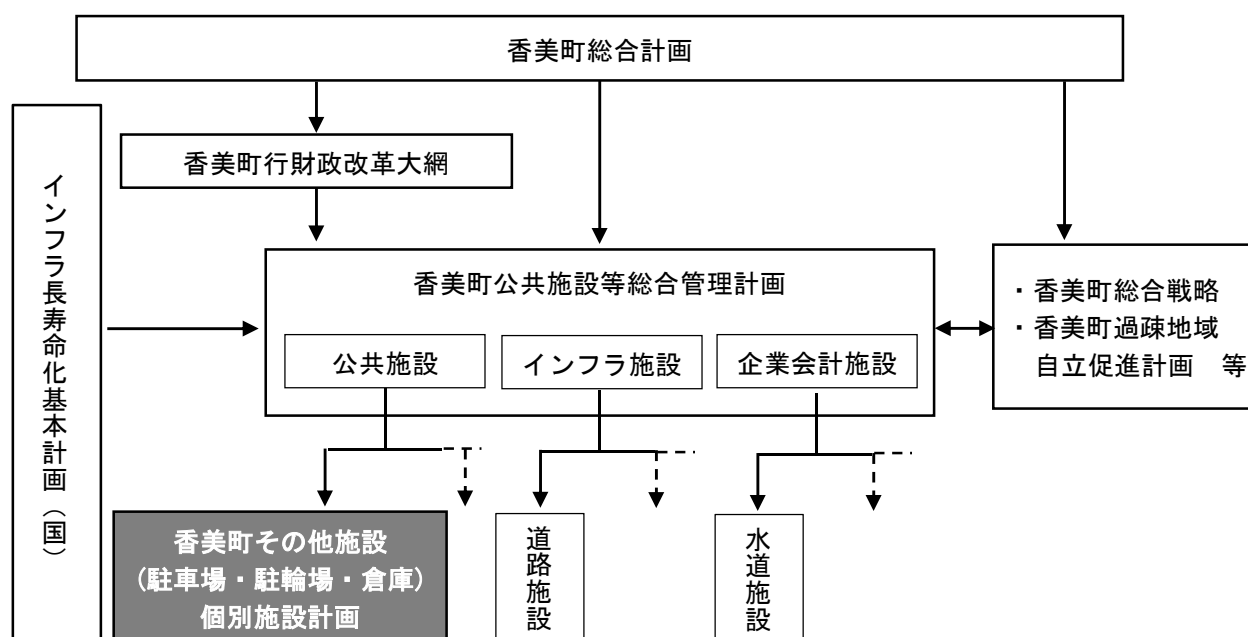 香美町総合計画
香美町行財政改革大綱
インフラ長寿命化基本計画（国）
香美町公共施設等総合管理計画
公共施設
インフラ施設
企業会計施設
・香美町総合戦略
・香美町過疎地域
自立促進計画　等
香美町その他施設
（駐車場・駐輪場・倉庫）
個別施設計画
道路施設
水道施設